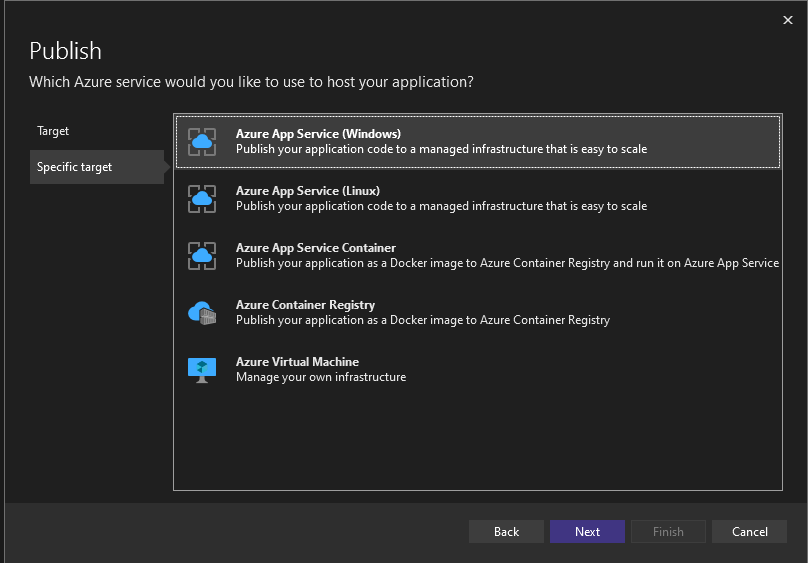 Publish
Which Azure service would you like to use to host your application?
Target
Specific target
Azure App Service (Windows)
Publish your application code to a managed infrastructure that is easy to scale
Azure App Service (Linux)
Publish your application code to a managed infrastructure that is easy to scale
Azure App Service Container
Publish your application as a Docker image to Azure Container Registry and run it on Azure App Service
Azure Container Registry
Publish your application as a Docker image to Azure Container Registry
Azure Virtual Machine
Manage your own infrastructure
Back
Next
Finish
Cancel